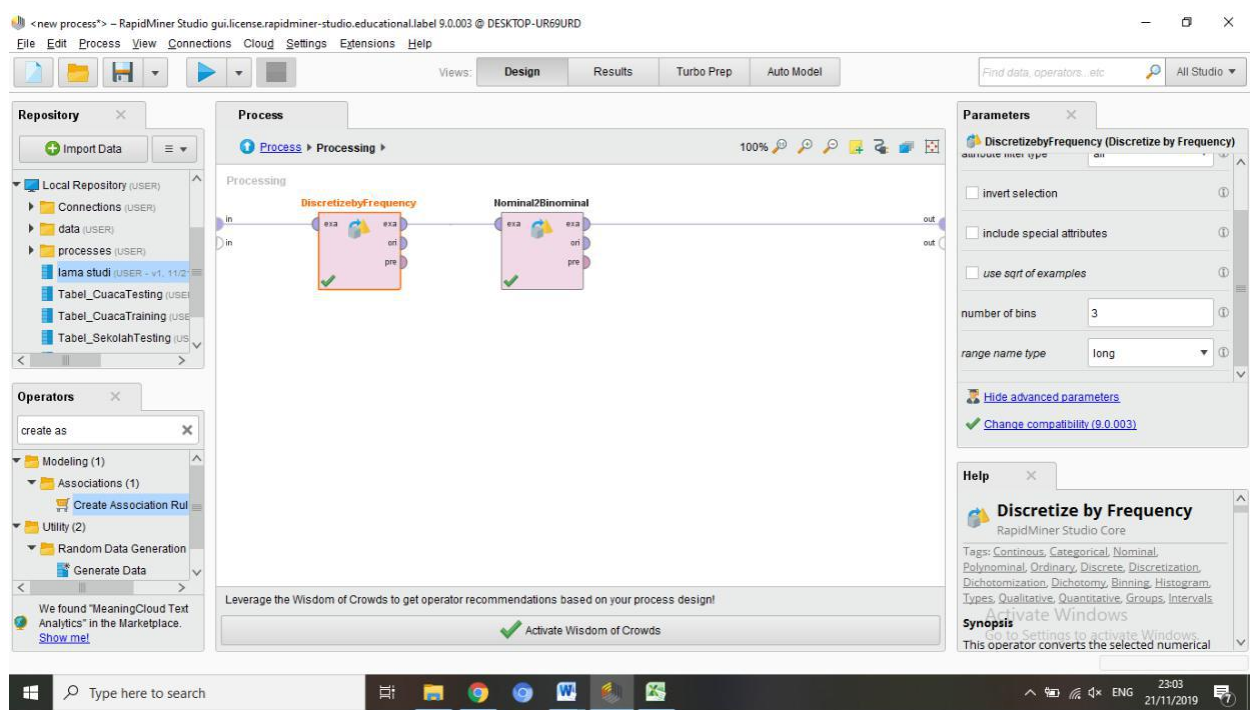 <new process*> – RapidMiner Studio gui.license.rapidminer-studio.educational.label 9.0.003 @ DESKTOP-UR69URD
File Edit Process View Connections Cloud Settings Extensions Help
Views: Design Results Turbo Prep Auto Model
Find data, operators...etc
All Studio
Repository
Import Data
Local Repository (USER)
Connections (USER)
data (USER)
processes (USER)
lama studi (USER - v1, 11/2
Tabel_CuacaTesting (USE
Tabel_CuacaTraining (USE
Tabel_SekolahTesting (US
Operators
create as
Modeling (1)
Associations (1)
Create Association Rul
Utility (2)
Random Data Generation
Generate Data
We found "MeaningCloud Text
Analytics" in the Marketplace.
Show me!
Process
Process Processing
100%
Processing
DiscretizebyFrequency
Nominal2Binominal
in
in
exa exa
ori
pre
exa exa
ori
pre
out
out
Leverage the Wisdom of Crowds to get operator recommendations based on your process design!
Activate Wisdom of Crowds
Parameters
DiscretizebyFrequency (Discretize by Frequency)
attribute filter type all
invert selection
include special attributes
use sqrt of examples
number of bins 3
range name type long
Hide advanced parameters
Change compatibility (9.0.003)
Help
Discretize by Frequency
RapidMiner Studio Core
Tags: Continous, Categorical, Nominal,
Polynominal, Ordinary, Discrete, Discretization,
Dichotomization, Dichotomy, Binning, Histogram,
Types, Qualitative, Quantitative, Groups, Intervals
Activate Windows
Synopsis
Go to Settings to activate Windows.
This operator converts the selected numerical
Type here to search
ENG
23:03
21/11/2019